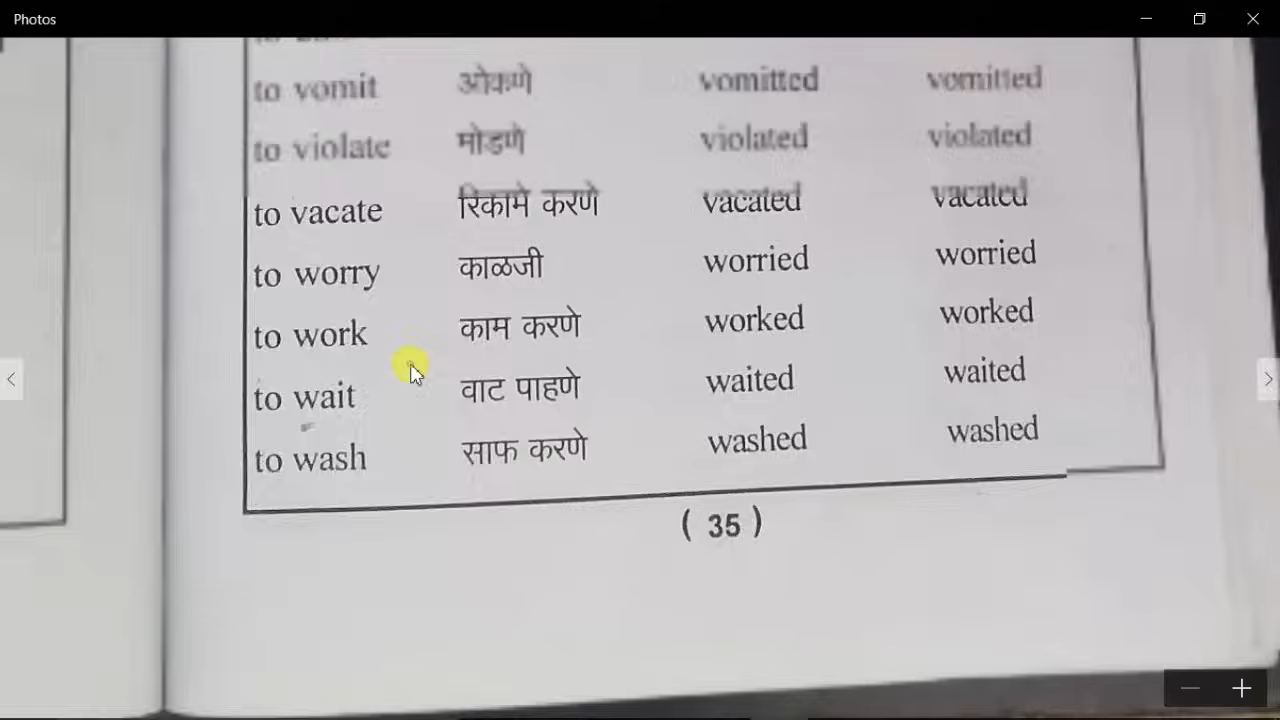 Photos
to vomit ओकणे vomitted vomitted
to violate मोडणे violated violated
to vacate रिकामे करणे vacated vacated
to worry काळजी worried worried
to work काम करणे worked worked
to wait वाट पाहणे waited waited
to wash साफ करणे washed washed
( 35 )